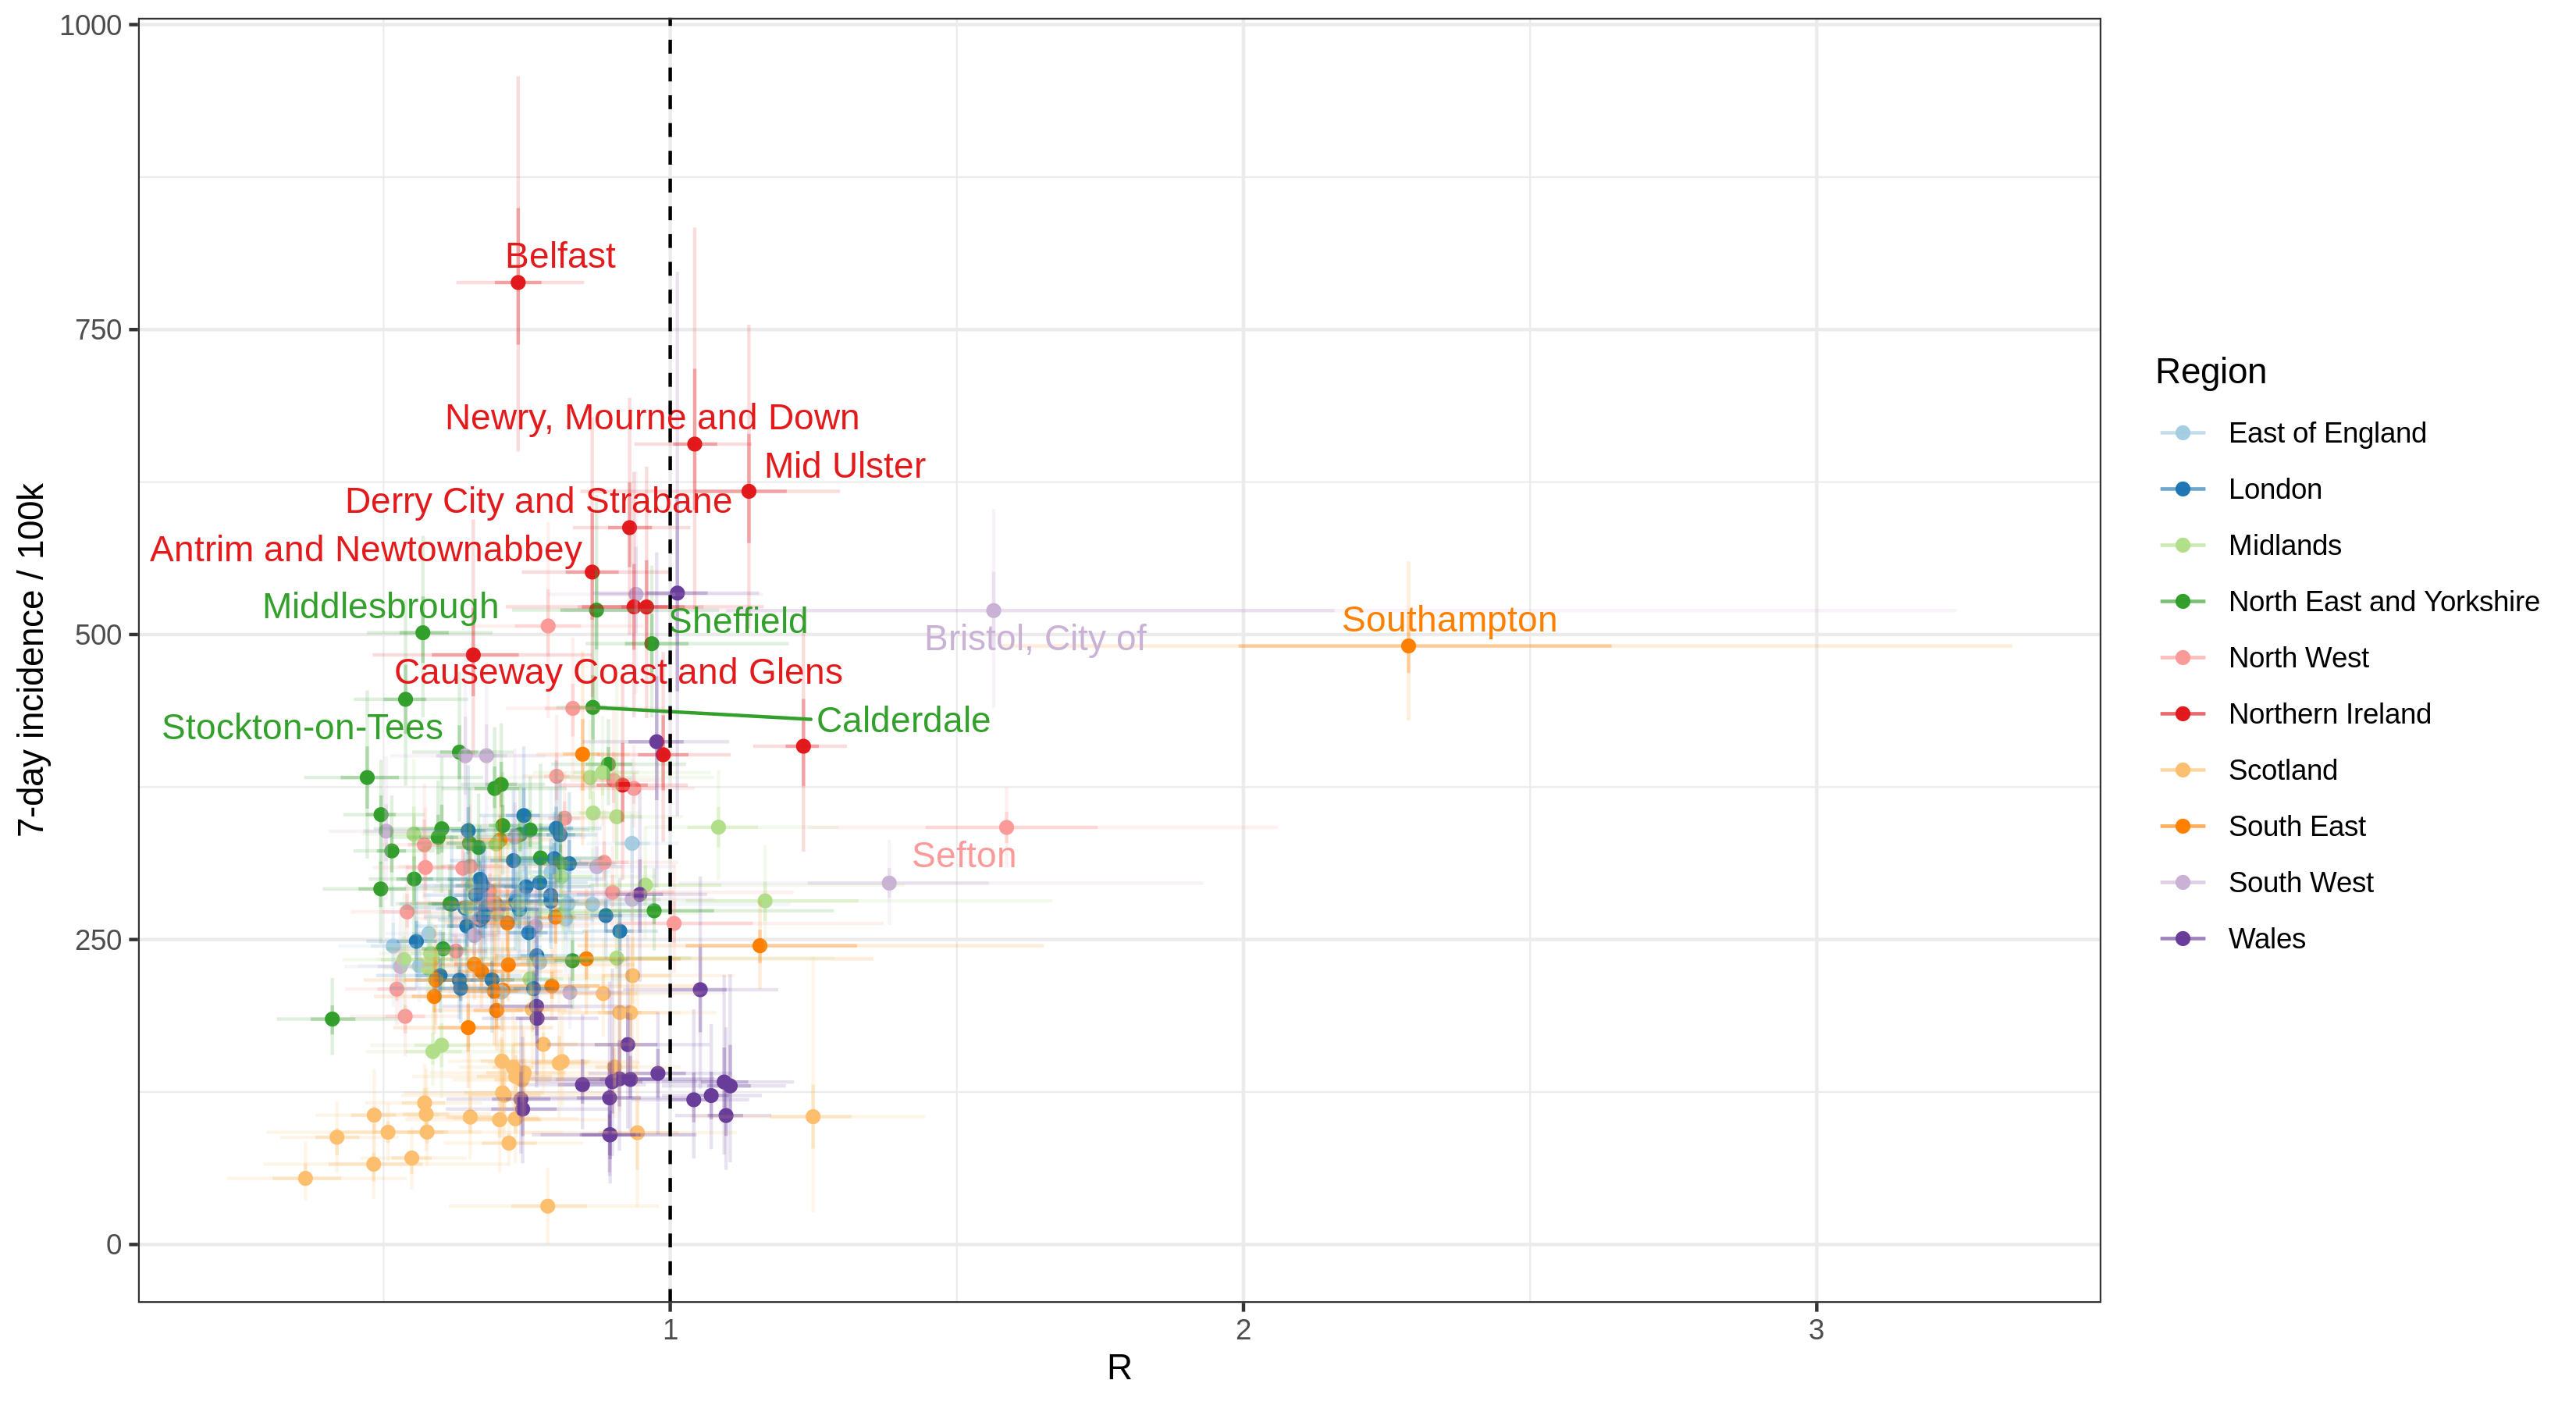 1000
750
500
250
0
7-day incidence / 100k
Belfast
Newry, Mourne and Down
Mid Ulster
Derry City and Strabane
Antrim and Newtownabbey
Middlesbrough
Sheffield
Bristol, City of
Southampton
Causeway Coast and Glens
Stockton-on-Tees
Calderdale
Sefton
1
2
3
R
Region
East of England
London
Midlands
North East and Yorkshire
North West
Northern Ireland
Scotland
South East
South West
Wales